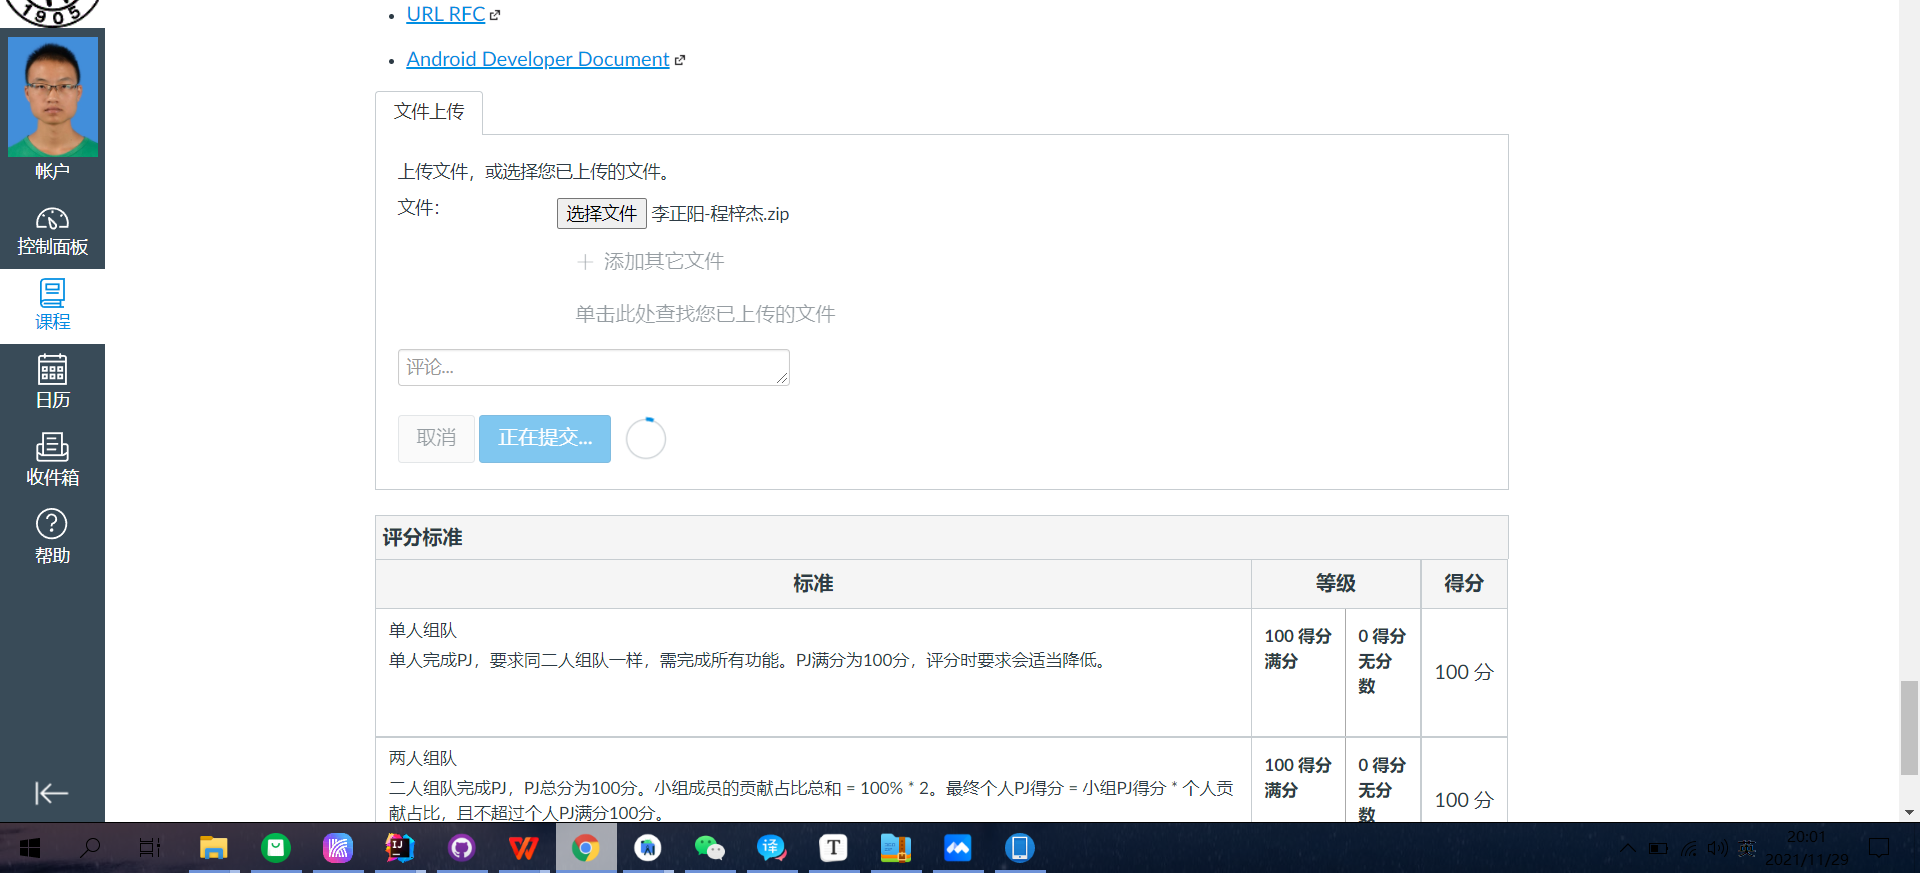 1905
URL RFC
Android Developer Document
文件上传
帐户
上传文件，或选择您已上传的文件。
文件：
选择文件 李正阳-程梓杰.zip
控制面板
添加其它文件
单击此处查找您已上传的文件
课程
评论...
日历
取消
正在提交...
收件箱
帮助
评分标准
标准
等级
得分
单人组队
单人完成PJ，要求同二人组队一样，需完成所有功能。PJ满分为100分，评分时要求会适当降低。
100 得分
满分
0 得分
无分
数
100 分
两人组队
二人组队完成PJ，PJ总分为100分。小组成员的贡献占比总和 = 100% * 2。最终个人PJ得分 = 小组PJ得分 * 个人贡
献占比，且不超过个人PJ满分100分。
100 得分
满分
0 得分
无分
数
100 分
IJ
译
T
英
20:01
2021/11/29